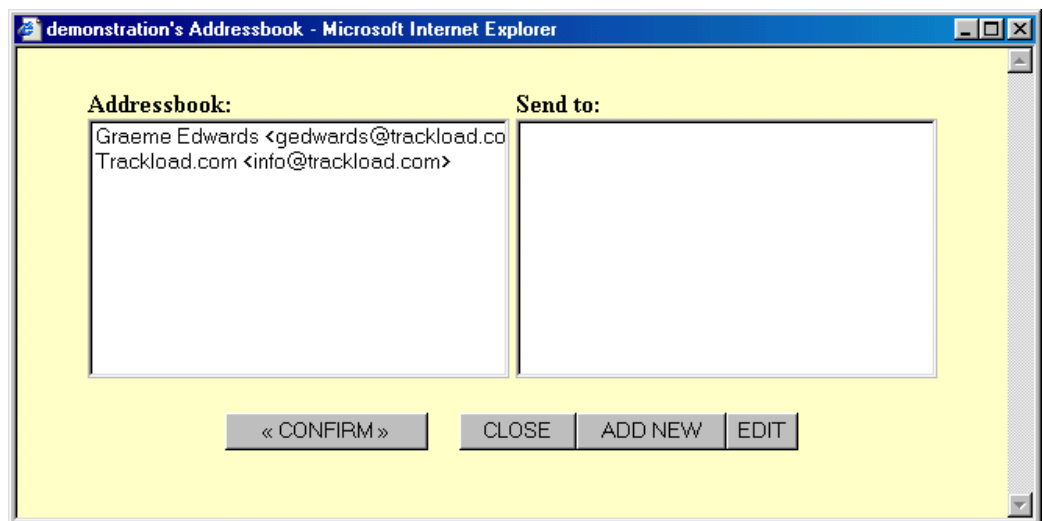 demonstration's Addressbook - Microsoft Internet Explorer
Addressbook: Send to:
Graeme Edwards <gedwards@trackload.co
Trackload.com <info@trackload.com>
« CONFIRM » CLOSE ADD NEW EDIT